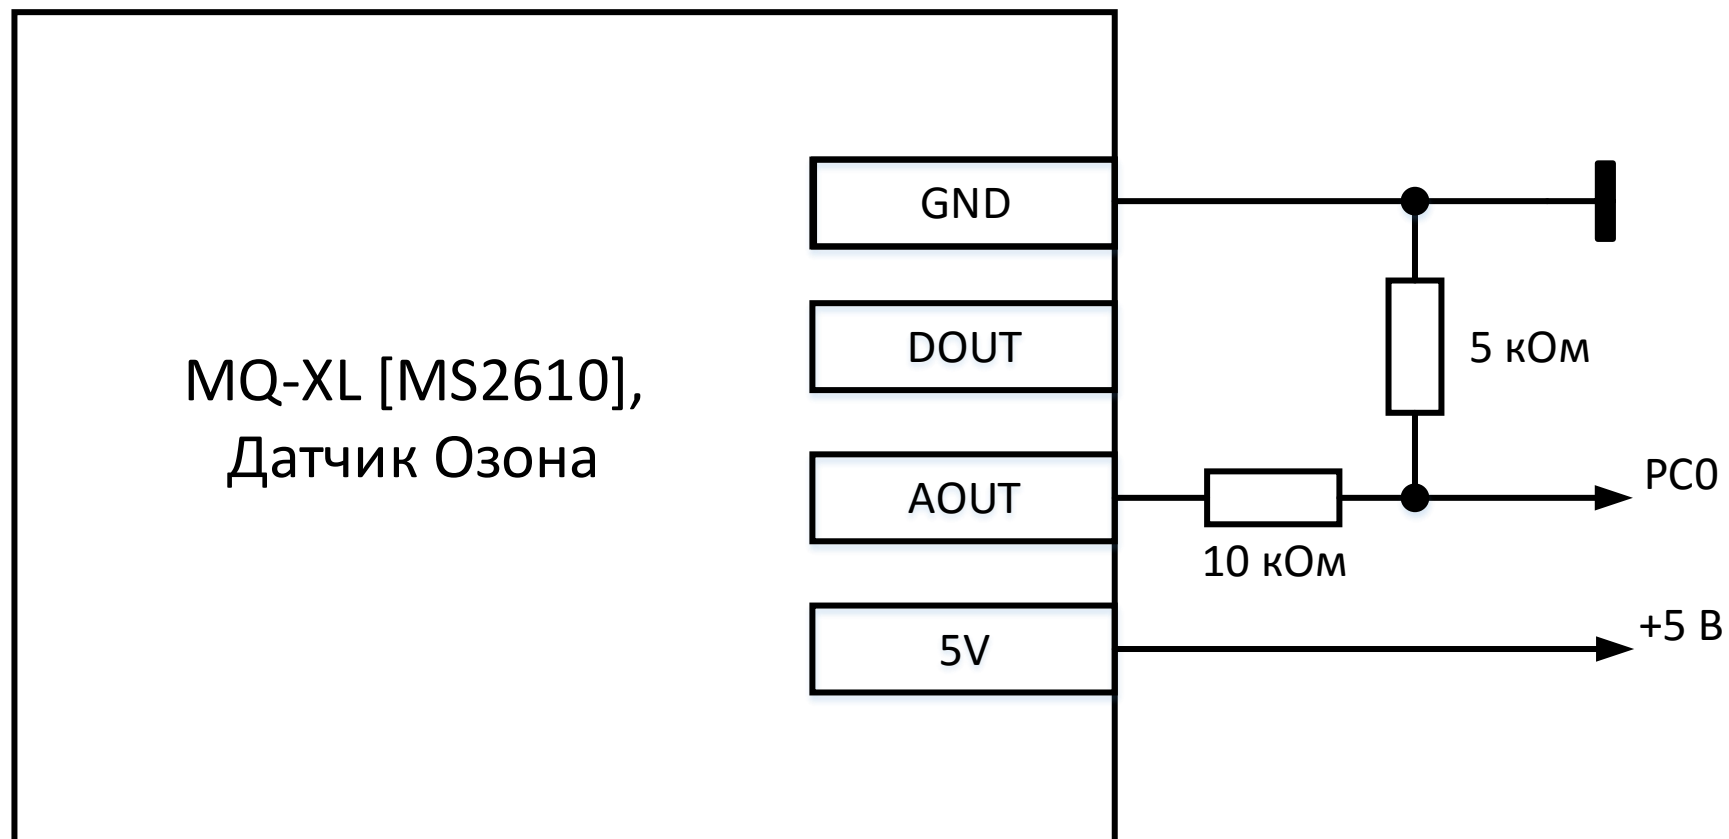 MQ-XL [MS2610],
Датчик Озона
GND
DOUT
AOUT
5V
5 кОм
10 кОм
PC0
+5 В